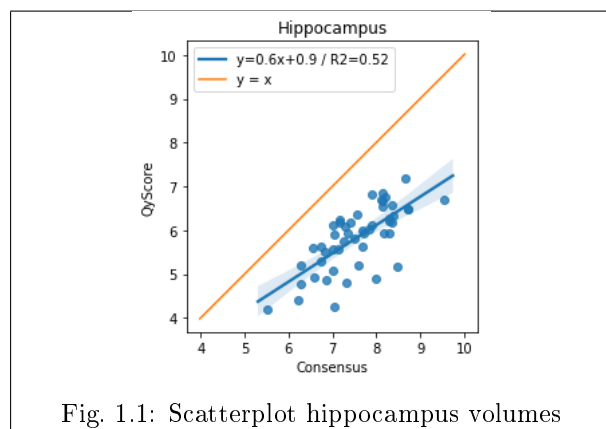 Hippocampus
y=0.6x+0.9 / R2=0.52
y = x
10
9
8
7
6
5
4
QyScore
4 5 6 7 8 9 10
Consensus
Fig. 1.1: Scatterplot hippocampus volumes